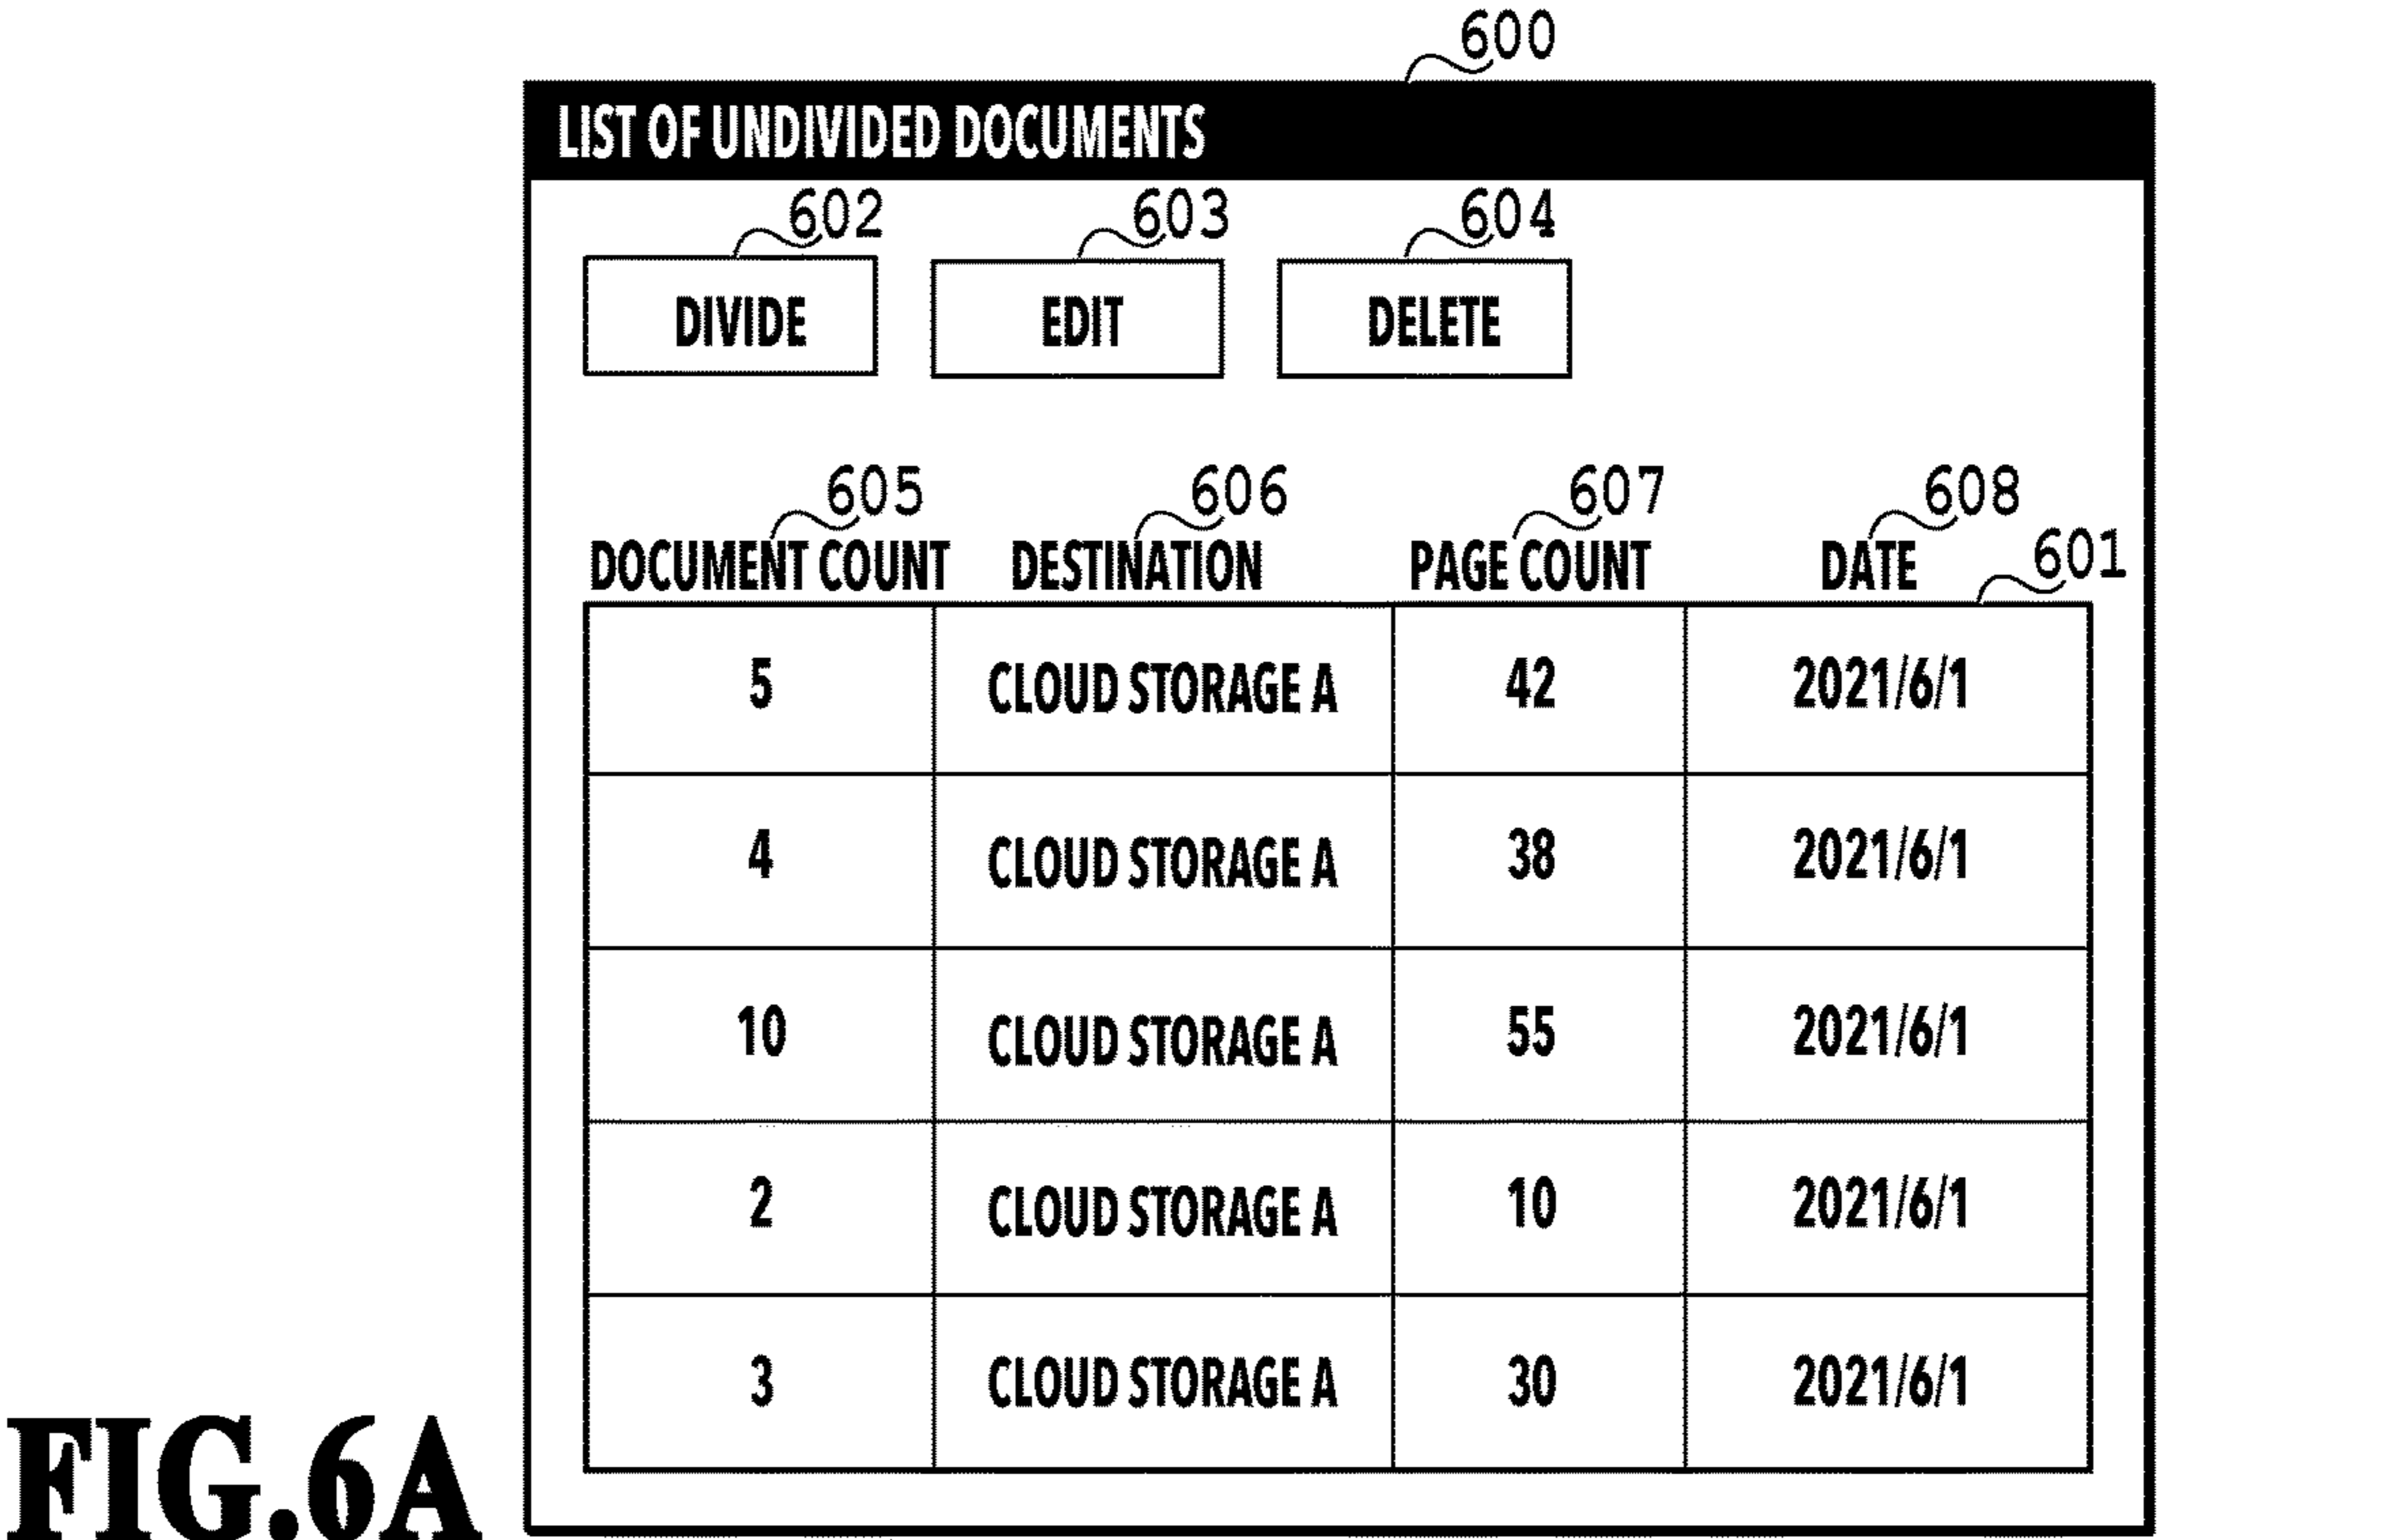 600
LIST OF UNDIVIDED DOCUMENTS
602 603 604
DIVIDE EDIT DELETE
605 606 607 608
DOCUMENT COUNT DESTINATION PAGE COUNT DATE 601
5 CLOUD STORAGE A 42 2021/6/1
4 CLOUD STORAGE A 38 2021/6/1
10 CLOUD STORAGE A 55 2021/6/1
2 CLOUD STORAGE A 10 2021/6/1
3 CLOUD STORAGE A 30 2021/6/1
FIG.6A